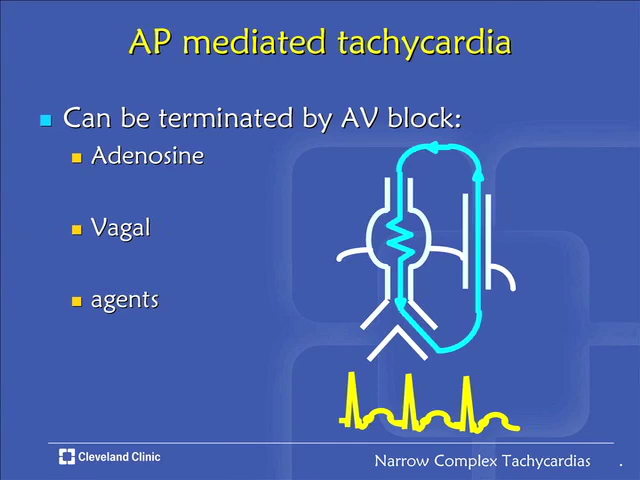 AP mediated tachycardia
Can be terminated by AV block:
Adenosine
Vagal
agents
Cleveland Clinic
Narrow Complex Tachycardias .